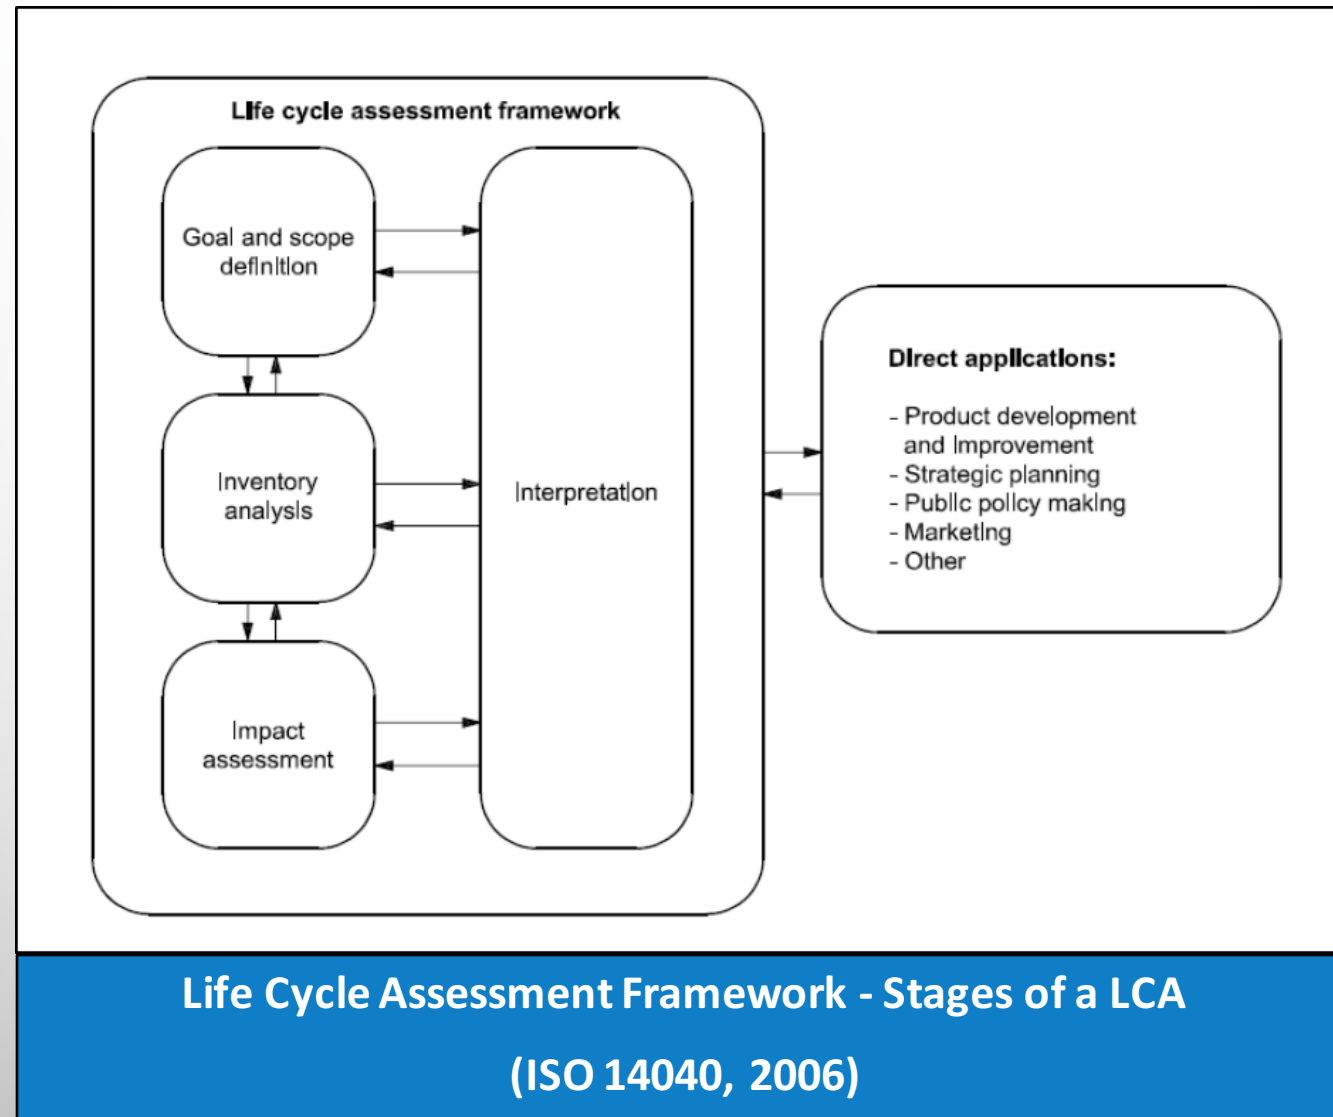 Life cycle assessment framework
Goal and scope
definition
Inventory
analysis
Impact
assessment
Interpretation
Direct applications:
- Product development
and Improvement
- Strategic planning
- Public policy making
- Marketing
- Other
Life Cycle Assessment Framework - Stages of a LCA
(ISO 14040, 2006)